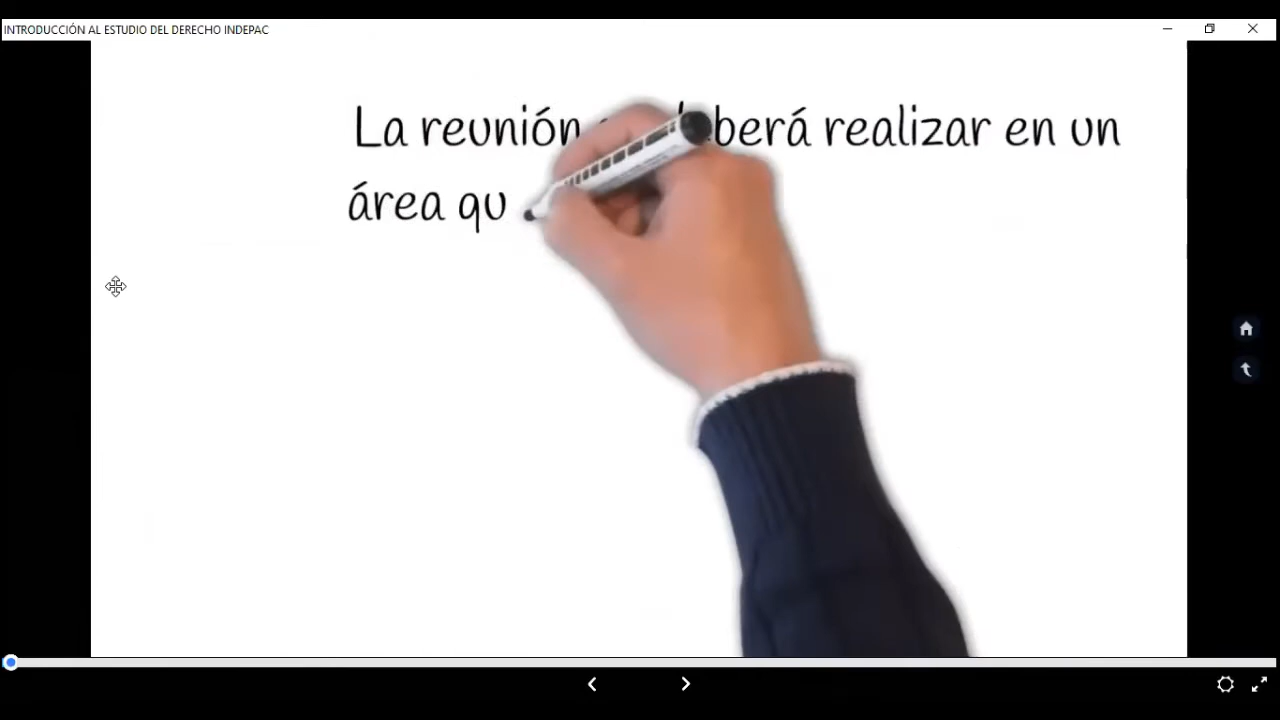 INTRODUCCIÓN AL ESTUDIO DEL DERECHO INDEPAC
La reunión berá realizar en un
área qu